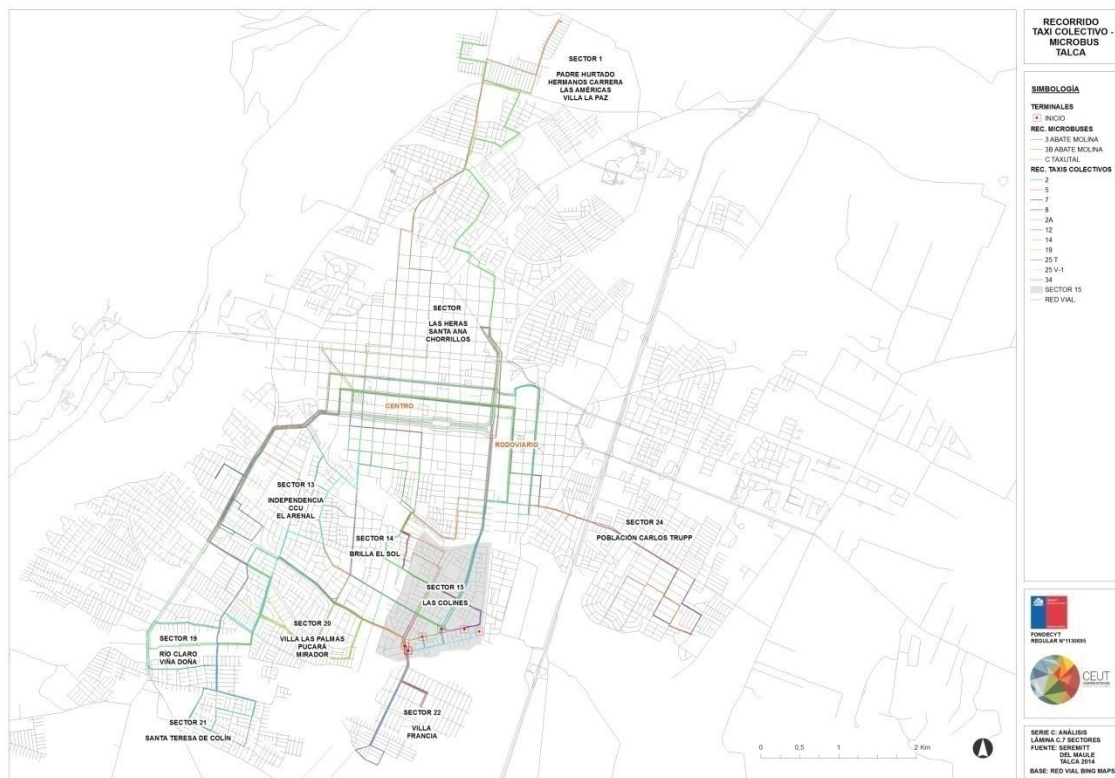 SECTOR 1
PADRE HURTADO
HERMANOS CARRERA
LAS AMÉRICAS
VILLA LA PAZ
SECTOR
LAS HERAS
SANTA ANA
CHORRILLOS
CENTRO
RODOVIARIO
SECTOR 13
INDEPENDENCIA
CCU
EL ARENAL
SECTOR 14
BRILLA EL SOL
SECTOR 24
POBLACIÓN CARLOS TRUPP
SECTOR 15
LAS COLINES
SECTOR 20
VILLA LAS PALMAS
PUCARÁ
MIRADOR
SECTOR 19
RÍO CLARO
VIÑA DOÑA
SECTOR 21
SANTA TERESA DE COLÍN
SECTOR 22
VILLA
FRANCIA
0 0,5 1 2 Km
RECORRIDO
TAXI COLECTIVO -
MICROBUS
TALCA
SIMBOLOGÍA
TERMINALES
INICIO
REC. MICROBUSES
3 ABATE MOLINA
3B ABATE MOLINA
C TAXUTAL
REC. TAXIS COLECTIVOS
2
5
7
8
2A
12
14
19
25 T
25 V-1
34
SECTOR 15
RED VIAL
FONDECYT
REGULAR N°1130695
CEUT
SERIE C: ANÁLISIS
LÁMINA C.7 SECTORES
FUENTE: SEREMITT
DEL MAULE
TALCA 2014
BASE: RED VIAL BING MAPS